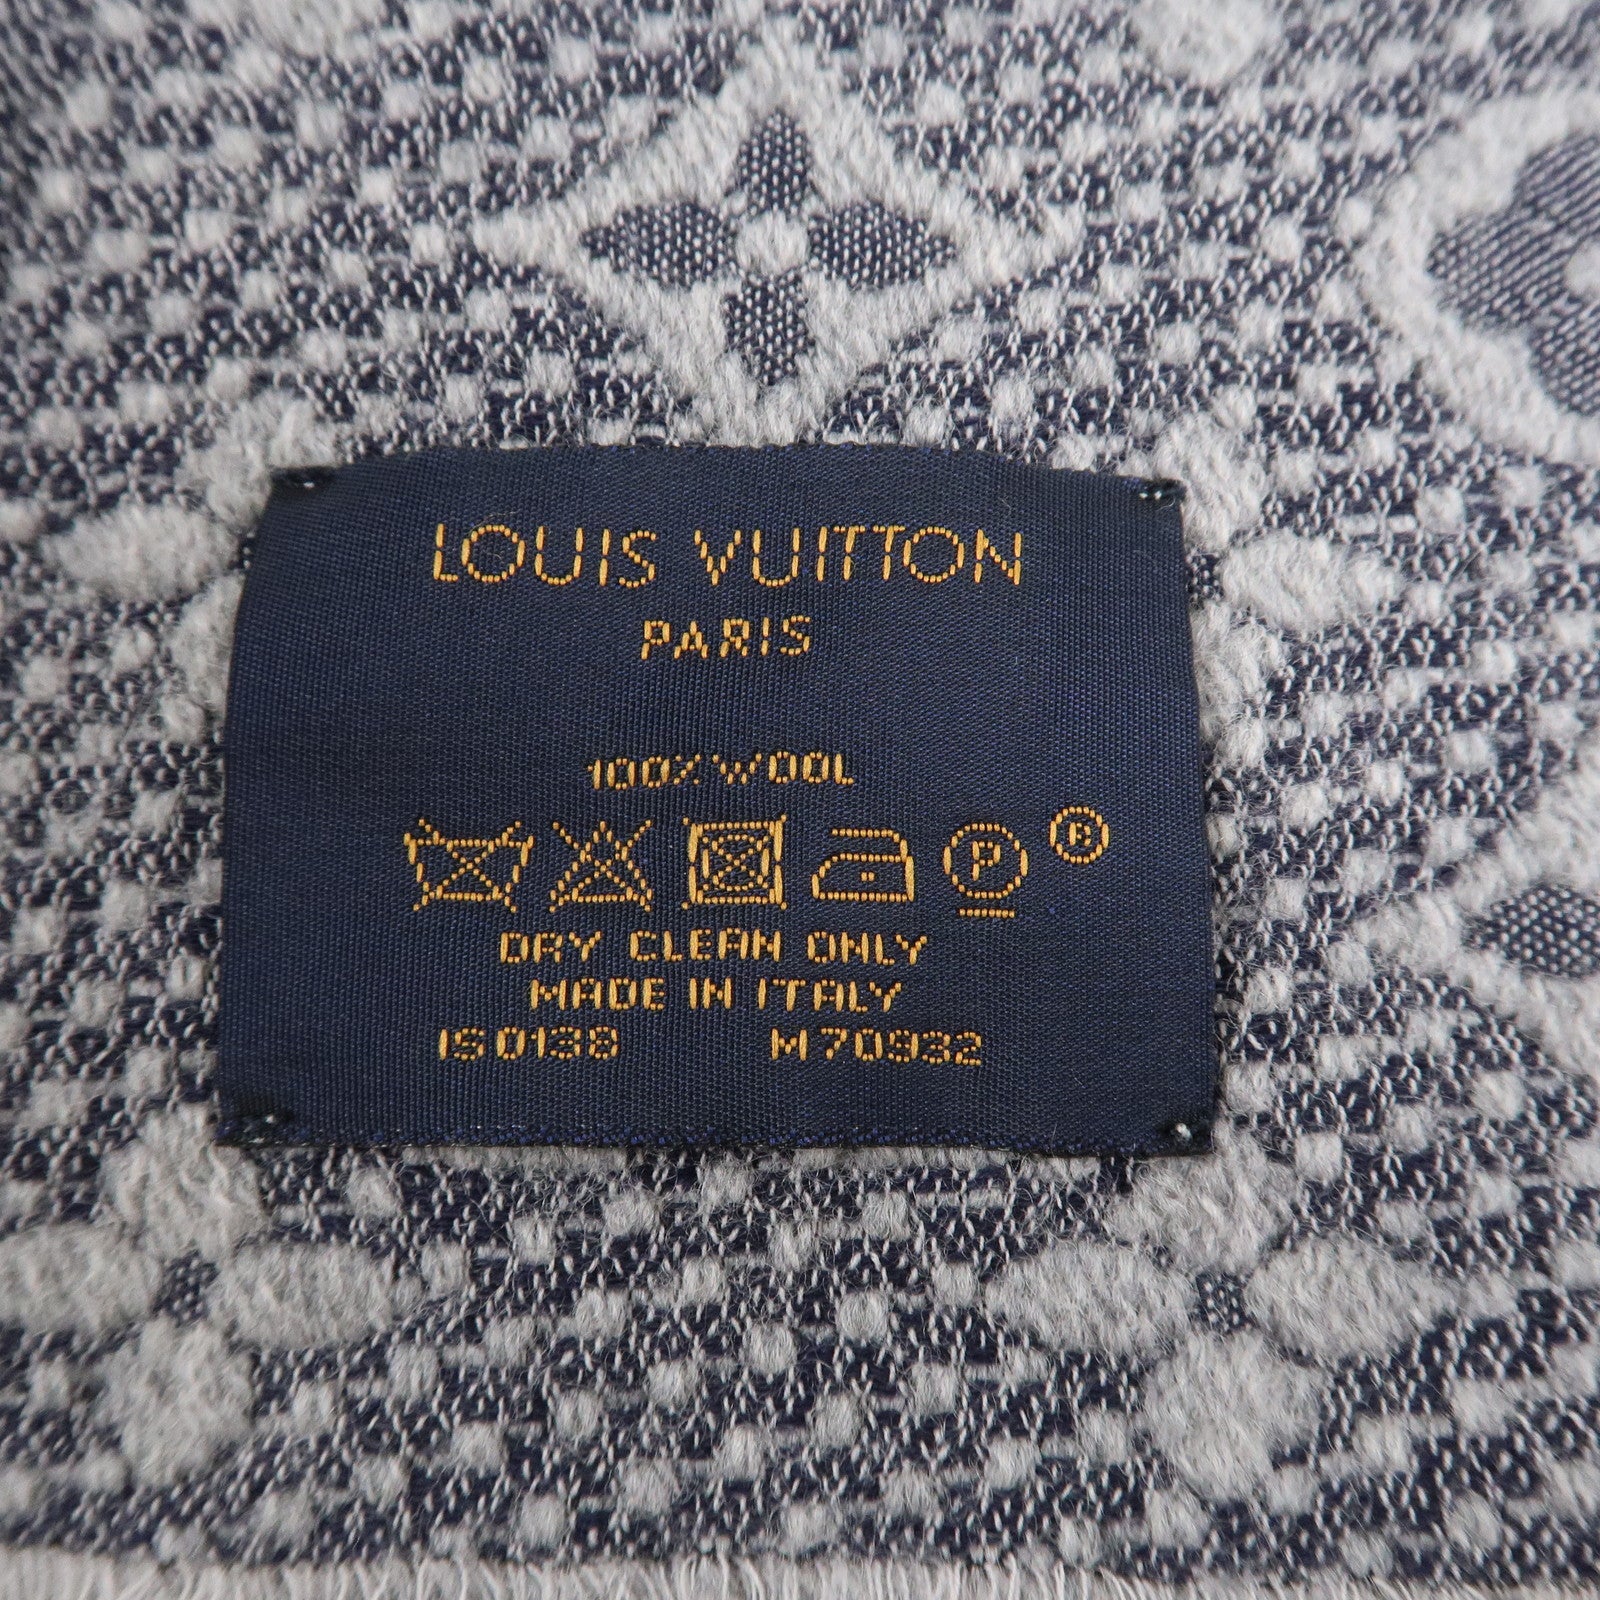 LOUIS VUITTON
PARIS
100% WOOL
P ®
DRY CLEAN ONLY
MADE IN ITALY
IS0138 M70932